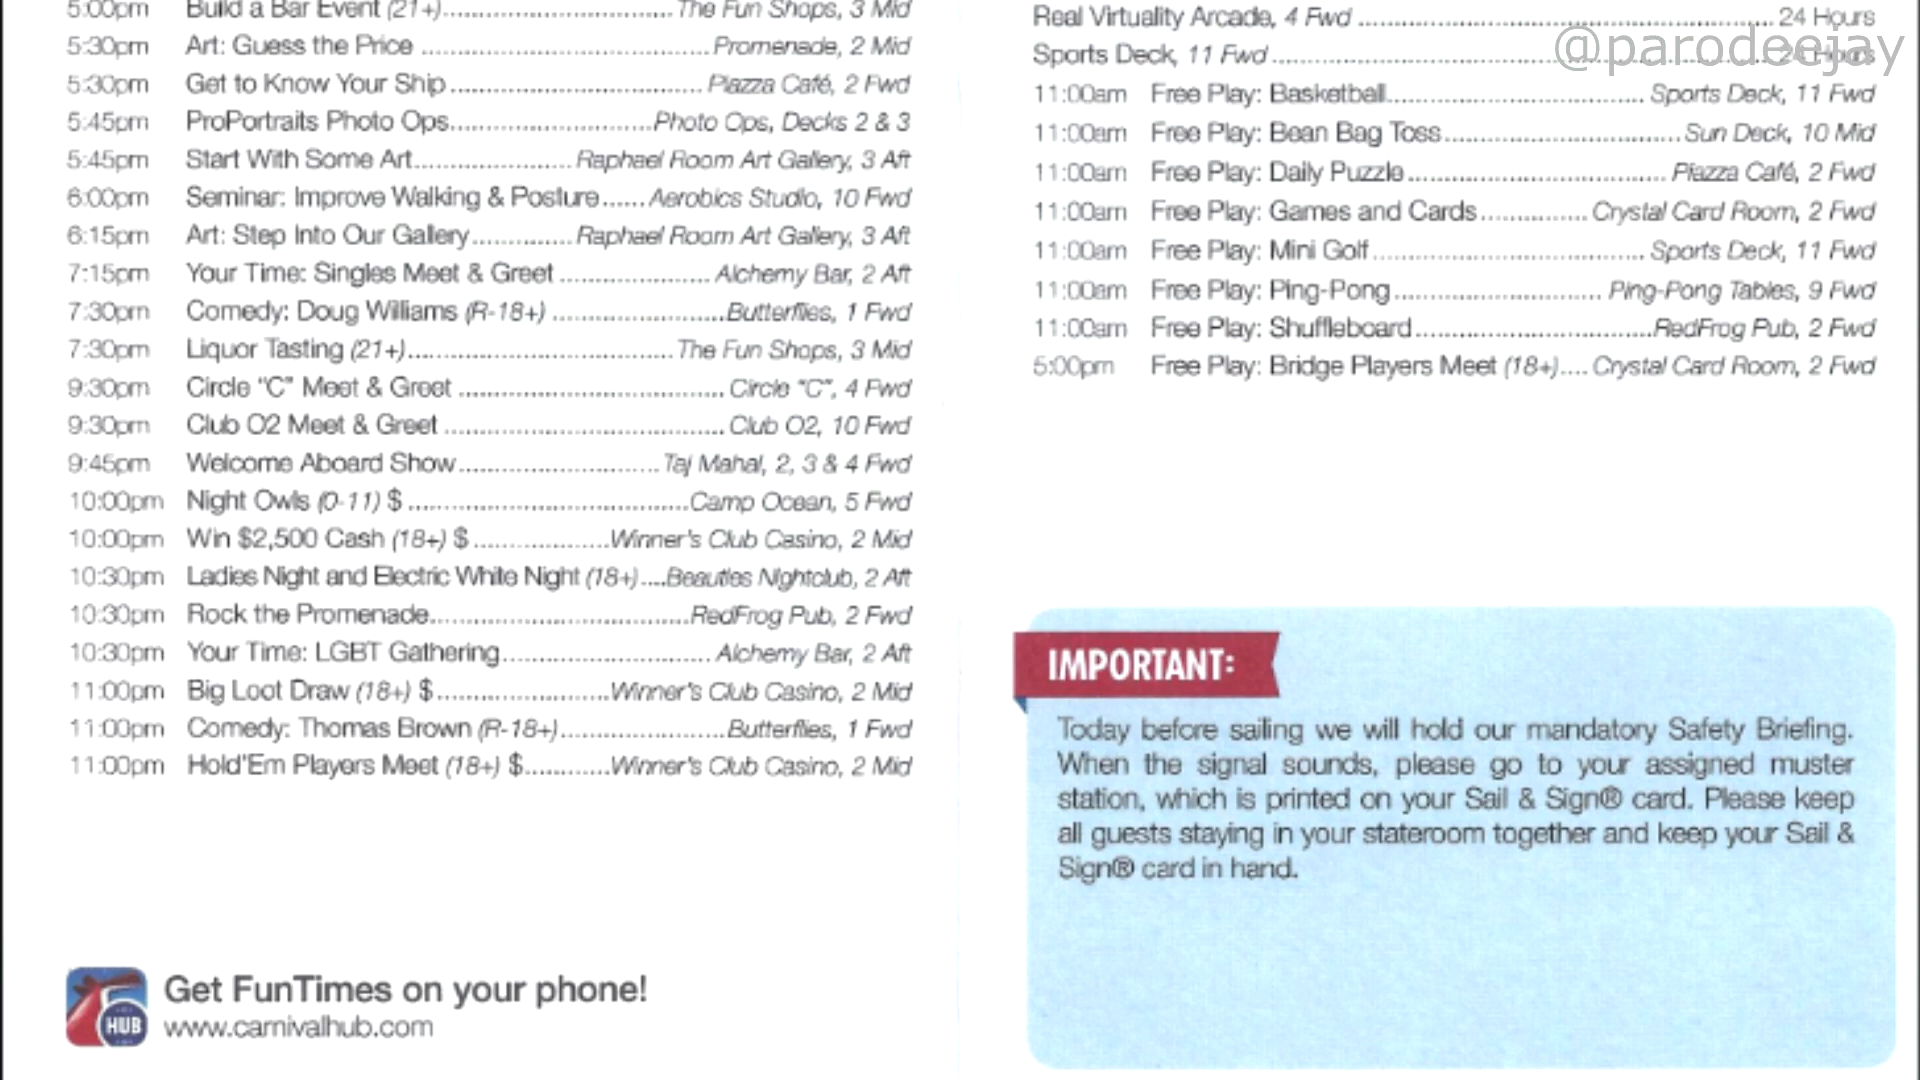 5:00pm Build a Bar Event (21+)..............................The Fun Shops, 3 Mid
5:30pm Art: Guess the Price ......................................Promenade, 2 Mid
5:30pm Get to Know Your Ship.................................. Piazza Café, 2 Fwd
5:45pm ProPortraits Photo Ops...........................Photo Ops, Decks 2 & 3
5:45pm Start With Some Art..................... Raphael Room Art Gallery, 3 Aft
6:00pm Seminar: Improve Walking & Posture...... Aerobics Studio, 10 Fwd
6:15pm Art: Step Into Our Gallery............. Raphael Room Art Gallery, 3 Aft
7:15pm Your Time: Singles Meet & Greet .................... Alchemy Bar, 2 Aft
7:30pm Comedy: Doug Williams (R-18+) .......................Butterflies, 1 Fwd
7:30pm Liquor Tasting (21+)...................................The Fun Shops, 3 Mid
9:30pm Circle "C" Meet & Greet ................................... Circle "C", 4 Fwd
9:30pm Club O2 Meet & Greet ..................................... Club O2, 10 Fwd
9:45pm Welcome Aboard Show........................... Taj Mahal, 2, 3 & 4 Fwd
10:00pm Night Owls (0-11) $ .....................................Camp Ocean, 5 Fwd
10:00pm Win $2,500 Cash (18+) $ ..................Winner's Club Casino, 2 Mid
10:30pm Ladies Night and Electric White Night (18+)....Beauties Nightclub, 2 Aft
10:30pm Rock the Promenade..................................RedFrog Pub, 2 Fwd
10:30pm Your Time: LGBT Gathering............................ Alchemy Bar, 2 Aft
11:00pm Big Loot Draw (18+) $.......................Winner's Club Casino, 2 Mid
11:00pm Comedy: Thomas Brown (R-18+)......................Butterflies, 1 Fwd
11:00pm Hold'Em Players Meet (18+) $............Winner's Club Casino, 2 Mid
Get FunTimes on your phone!
HUB
www.carnivalhub.com
Real Virtuality Arcade, 4 Fwd ....................................................... 24 Hours
@parodeejay
Sports Deck, 11 Fwd .................................................................. 24 Hours
11:00am Free Play: Basketball.................................. Sports Deck, 11 Fwd
11:00am Free Play: Bean Bag Toss................................Sun Deck, 10 Mid
11:00am Free Play: Daily Puzzle................................... Piazza Café, 2 Fwd
11:00am Free Play: Games and Cards.............. Crystal Card Room, 2 Fwd
11:00am Free Play: Mini Golf..................................... Sports Deck, 11 Fwd
11:00am Free Play: Ping-Pong............................ Ping-Pong Tables, 9 Fwd
11:00am Free Play: Shuffleboard................................RedFrog Pub, 2 Fwd
5:00pm Free Play: Bridge Players Meet (18+).... Crystal Card Room, 2 Fwd
IMPORTANT:
Today before sailing we will hold our mandatory Safety Briefing.
When the signal sounds, please go to your assigned muster
station, which is printed on your Sail & Sign® card. Please keep
all guests staying in your stateroom together and keep your Sail &
Sign® card in hand.